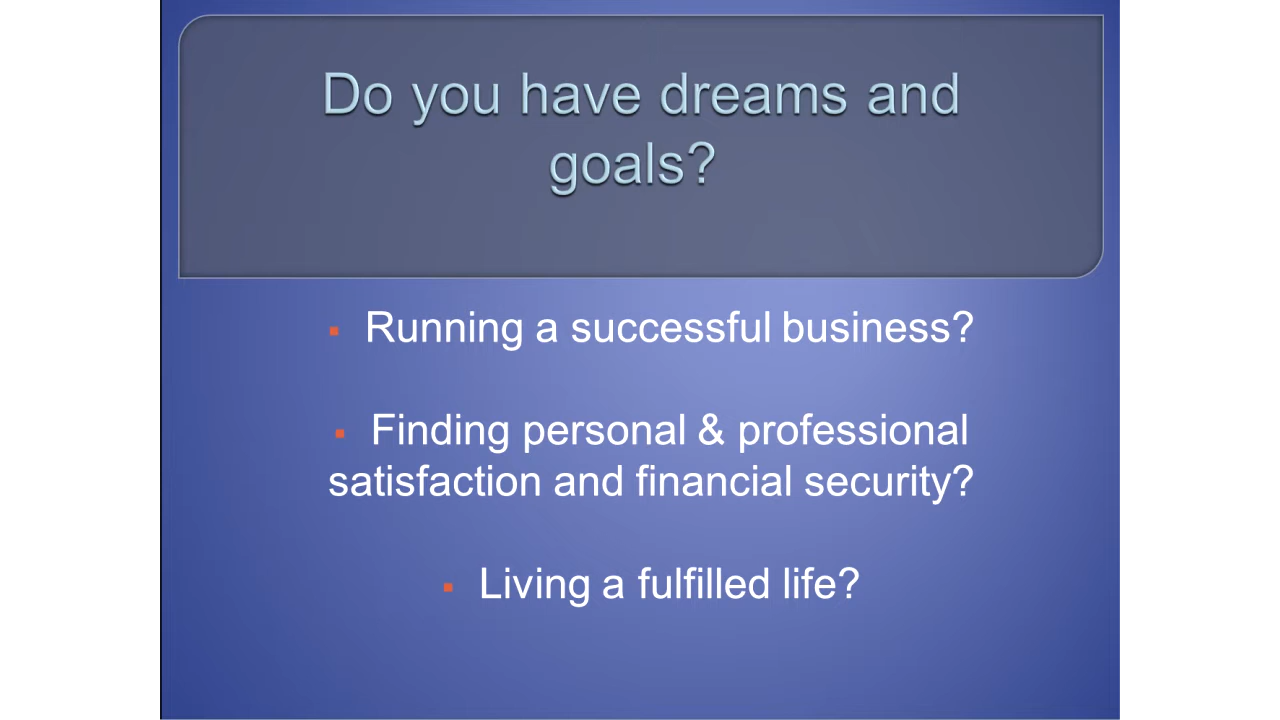 Do you have dreams and
goals?
▪ Running a successful business?
▪ Finding personal & professional
satisfaction and financial security?
▪ Living a fulfilled life?